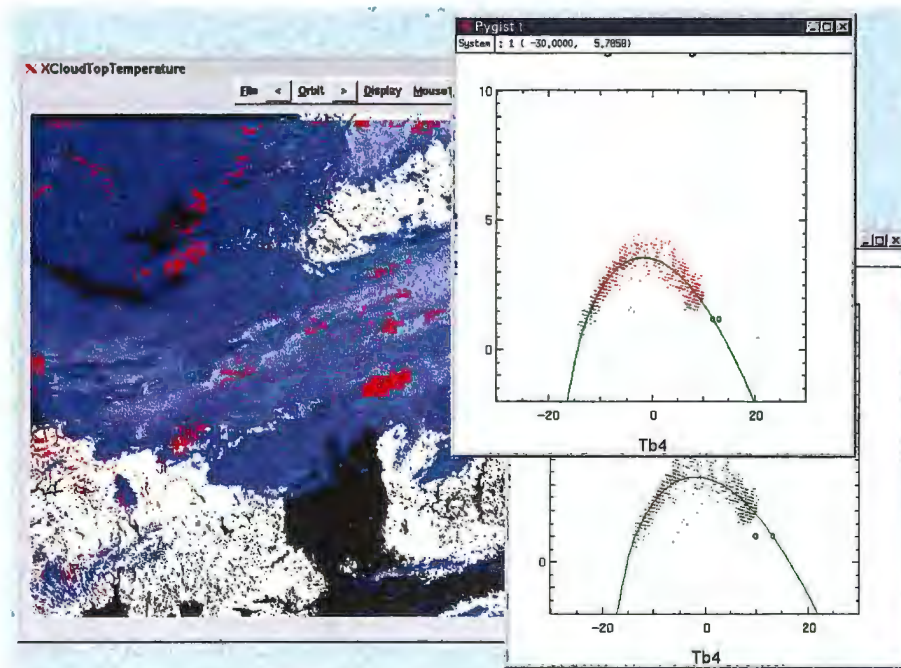 Pygist 1
System : 1 ( -30.0000, 5.7858)
XCloudTopTemperature
File < Orbit > Display Mouse1
10
5
0
-20 0 20
Tb4
0
-20 0 20
Tb4